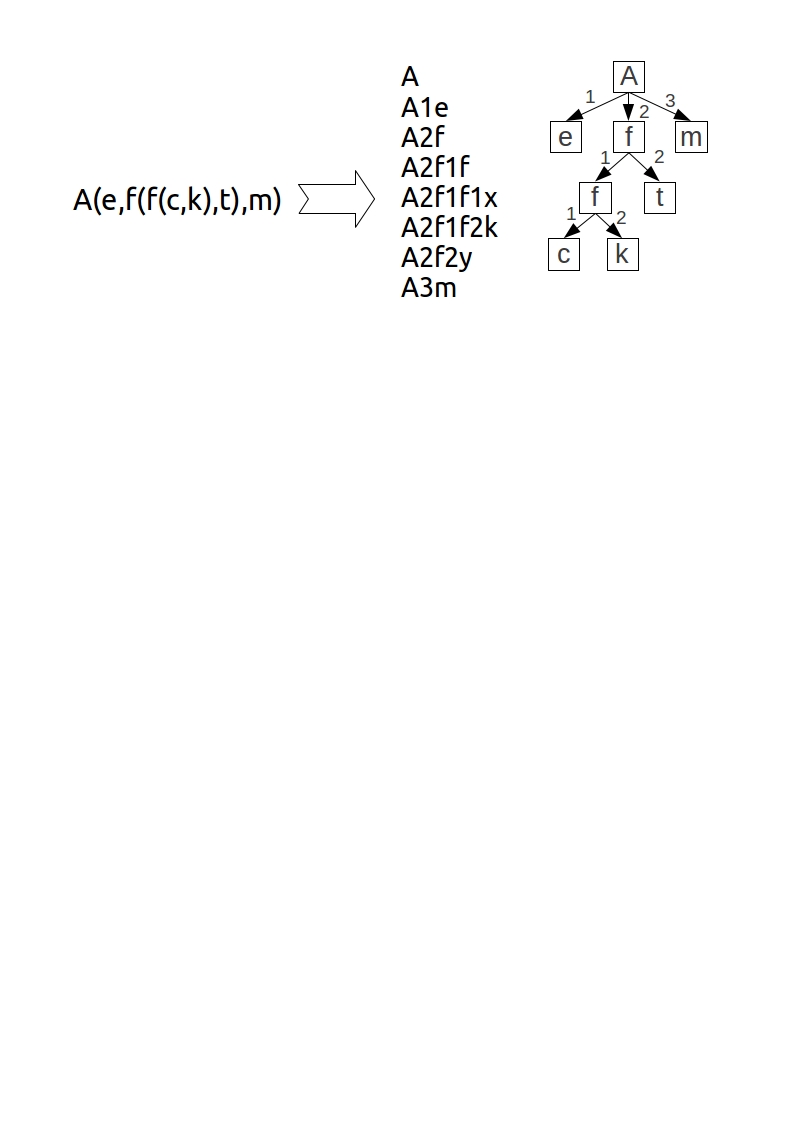 A(e,f(f(c,k),t),m)
A
A1e
A2f
A2f1f
A2f1f1x
A2f1f2k
A2f2y
A3m
A
1 2 3
e f m
1 2
f t
1 2
c k